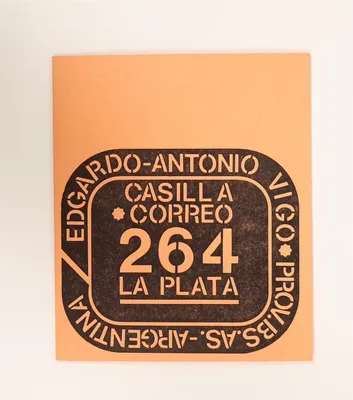 EDGARDO-ANTONIO VIGO • PROV.BS.AS.-ARGENTINA /
CASILLA
• CORREO
264
LA PLATA